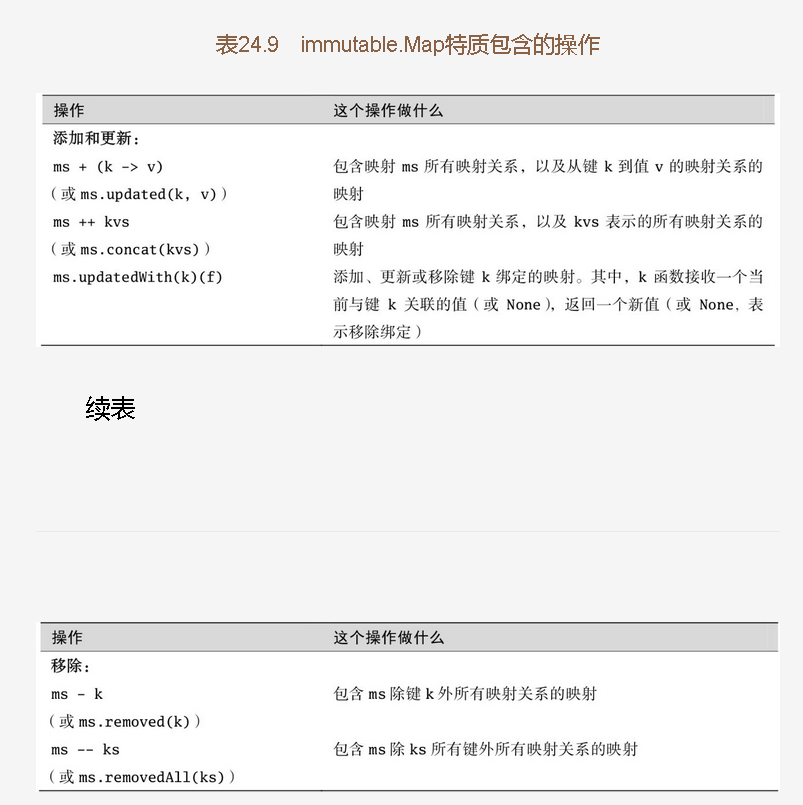 表24.9 immutable.Map特质包含的操作
操作 这个操作做什么
添加和更新：
ms + (k -> v) 包含映射 ms 所有映射关系，以及从键 k 到值 v 的映射关系的
（或 ms.updated(k, v)） 映射
ms ++ kvs 包含映射 ms 所有映射关系，以及 kvs 表示的所有映射关系的
（或 ms.concat(kvs)） 映射
ms.updatedWith(k)(f) 添加、更新或移除键 k 绑定的映射。其中，k 函数接收一个当
前与键 k 关联的值（或 None），返回一个新值（或 None，表
示移除绑定）
续表
操作 这个操作做什么
移除：
ms - k 包含 ms 除键 k 外所有映射关系的映射
（或 ms.removed(k)）
ms -- ks 包含 ms 除 ks 所有键外所有映射关系的映射
（或 ms.removedAll(ks)）